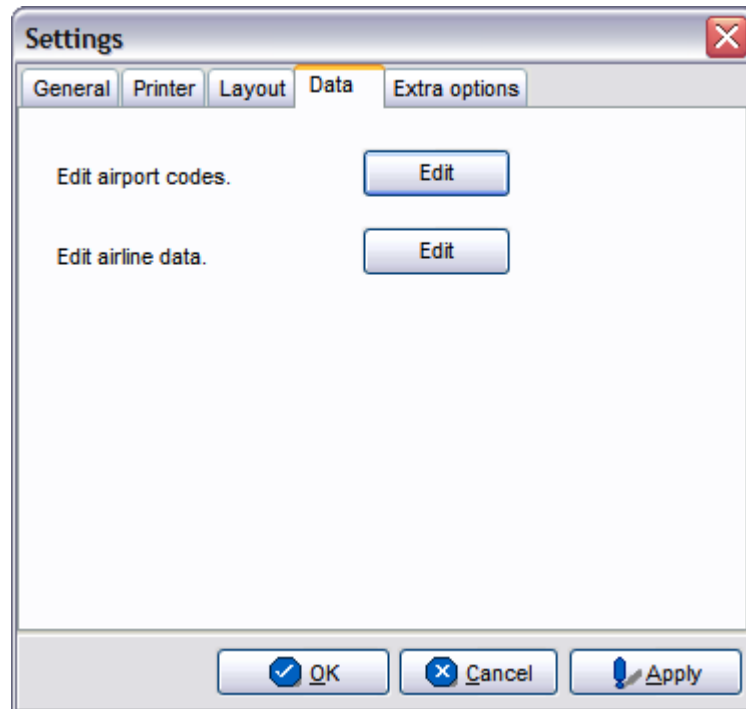 Settings
General Printer Layout Data Extra options
Edit airport codes. Edit
Edit airline data. Edit
OK Cancel Apply